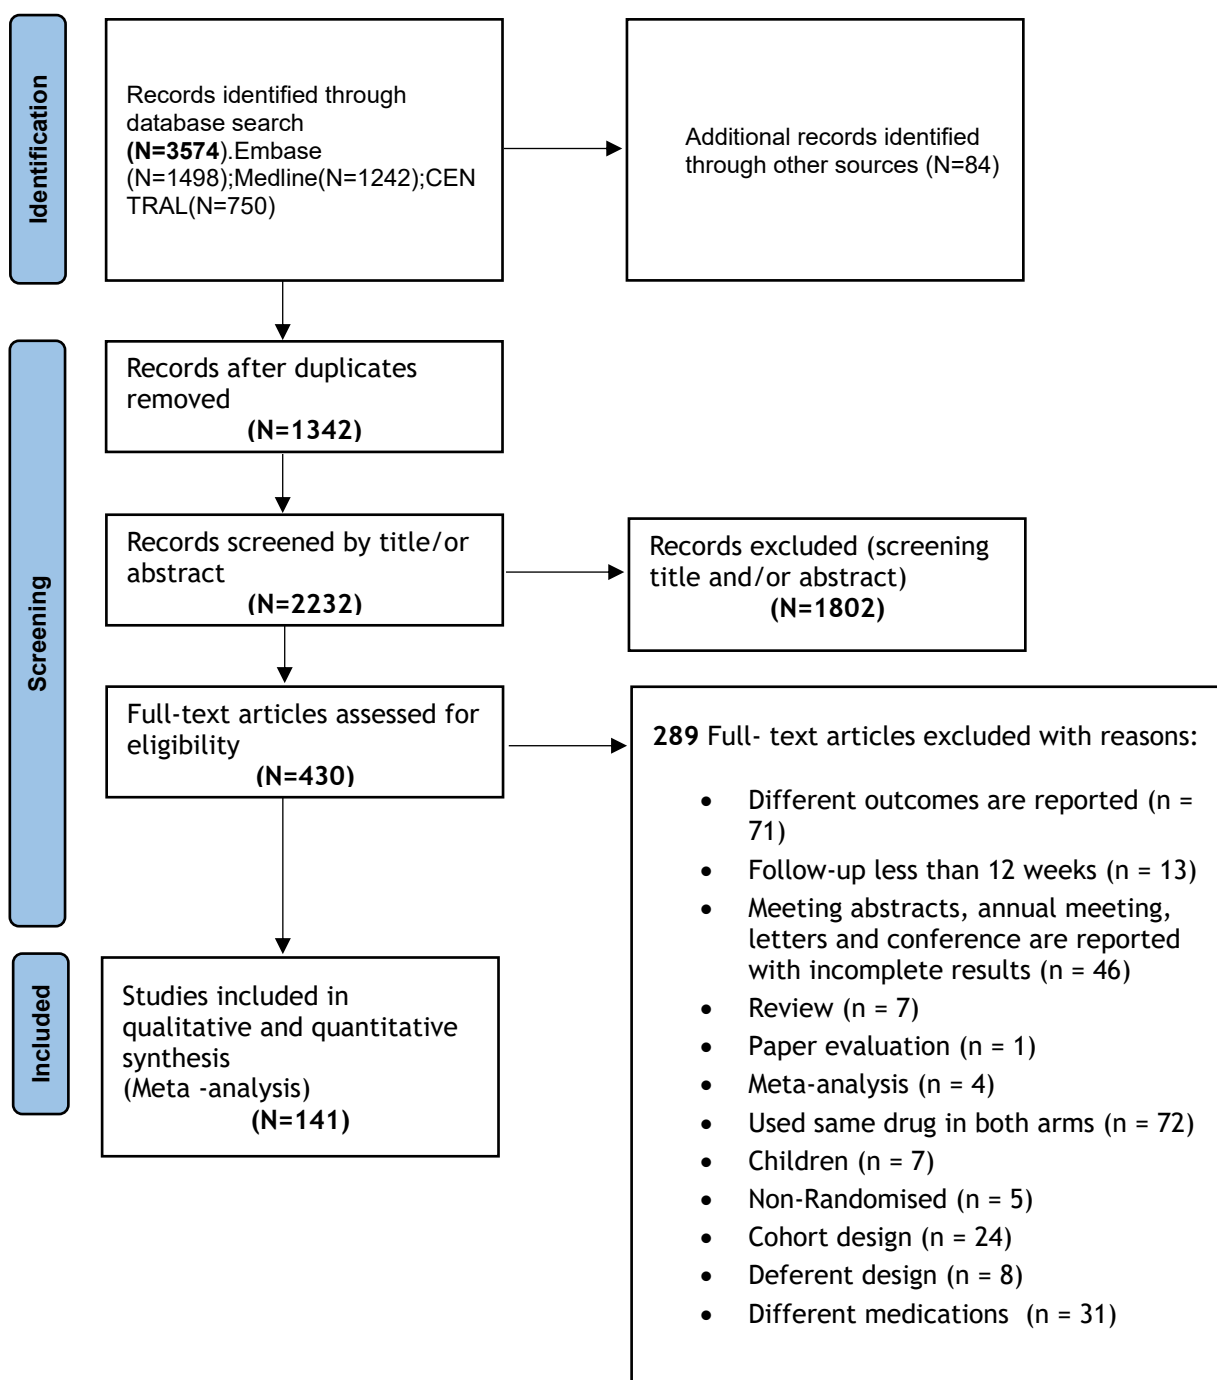 Identification
Records identified through
database search
(N=3574).Embase
(N=1498);Medline(N=1242);CEN
TRAL(N=750)
Additional records identified
through other sources (N=84)
Screening
Records after duplicates
removed
(N=1342)
Records screened by title/or
abstract
(N=2232)
Records excluded (screening
title and/or abstract)
(N=1802)
Full-text articles assessed for
eligibility
(N=430)
289 Full- text articles excluded with reasons:
• Different outcomes are reported (n =
71)
• Follow-up less than 12 weeks (n = 13)
• Meeting abstracts, annual meeting,
letters and conference are reported
with incomplete results (n = 46)
• Review (n = 7)
• Paper evaluation (n = 1)
• Meta-analysis (n = 4)
• Used same drug in both arms (n = 72)
• Children (n = 7)
• Non-Randomised (n = 5)
• Cohort design (n = 24)
• Deferent design (n = 8)
• Different medications (n = 31)
Included
Studies included in
qualitative and quantitative
synthesis
(Meta -analysis)
(N=141)